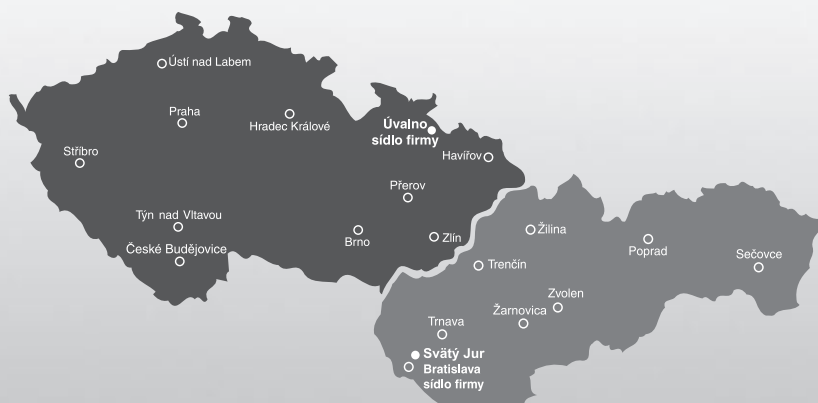 Ústí nad Labem
Praha
Hradec Králové
Úvalno
sídlo firmy
Stříbro
Havířov
Přerov
Týn nad Vltavou
Brno
Zlín
České Budějovice
Žilina
Poprad
Sečovce
Trenčín
Zvolen
Žarnovica
Trnava
Svätý Jur
Bratislava
sídlo firmy